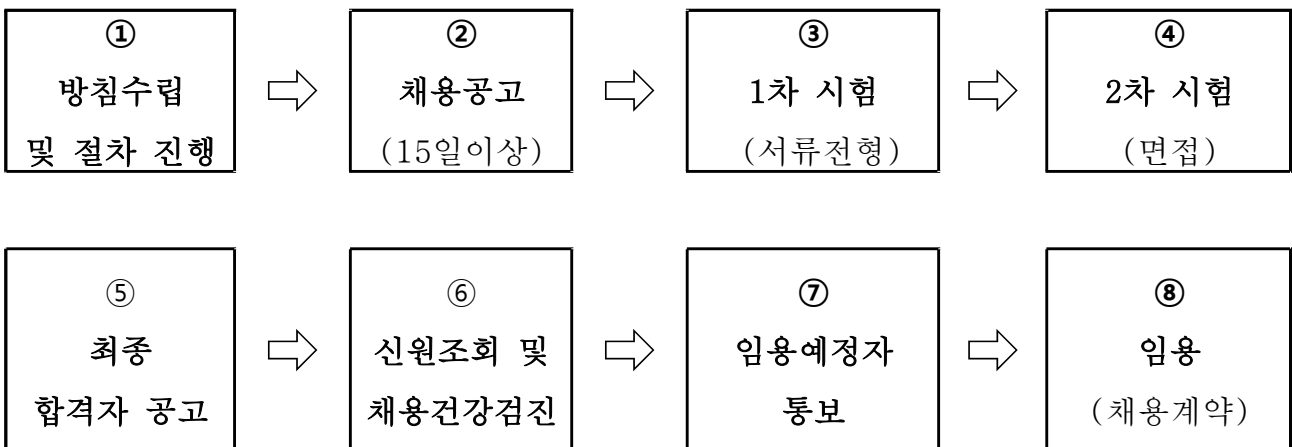 ①
방침수립
및 절차 진행
②
채용공고
(15일이상)
③
1차 시험
(서류전형)
④
2차 시험
(면접)
⑤
최종
합격자 공고
⑥
신원조회 및
채용건강검진
⑦
임용예정자
통보
⑧
임용
(채용계약)